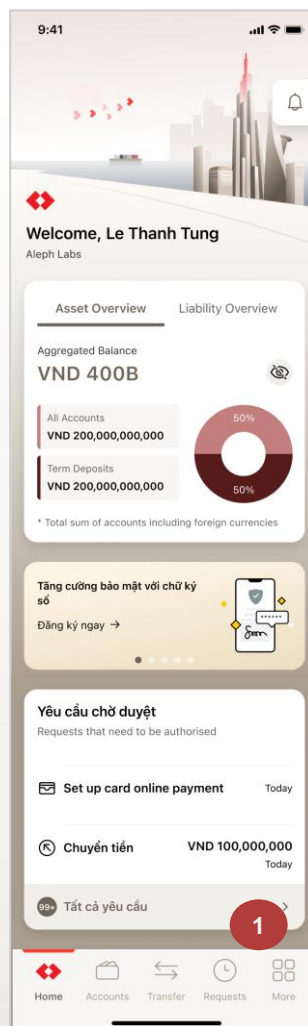 9:41
Welcome, Le Thanh Tung
Aleph Labs
Asset Overview
Liability Overview
Aggregated Balance
VND 400B
All Accounts
VND 200,000,000,000
Term Deposits
VND 200,000,000,000
50%
50%
* Total sum of accounts including foreign currencies
Tăng cường bảo mật với chữ ký
số
Đăng ký ngay →
Yêu cầu chờ duyệt
Requests that need to be authorised
Set up card online payment
Today
Chuyển tiền
VND 100,000,000
Today
99+ Tất cả yêu cầu
1
Home
Accounts
Transfer
Requests
More